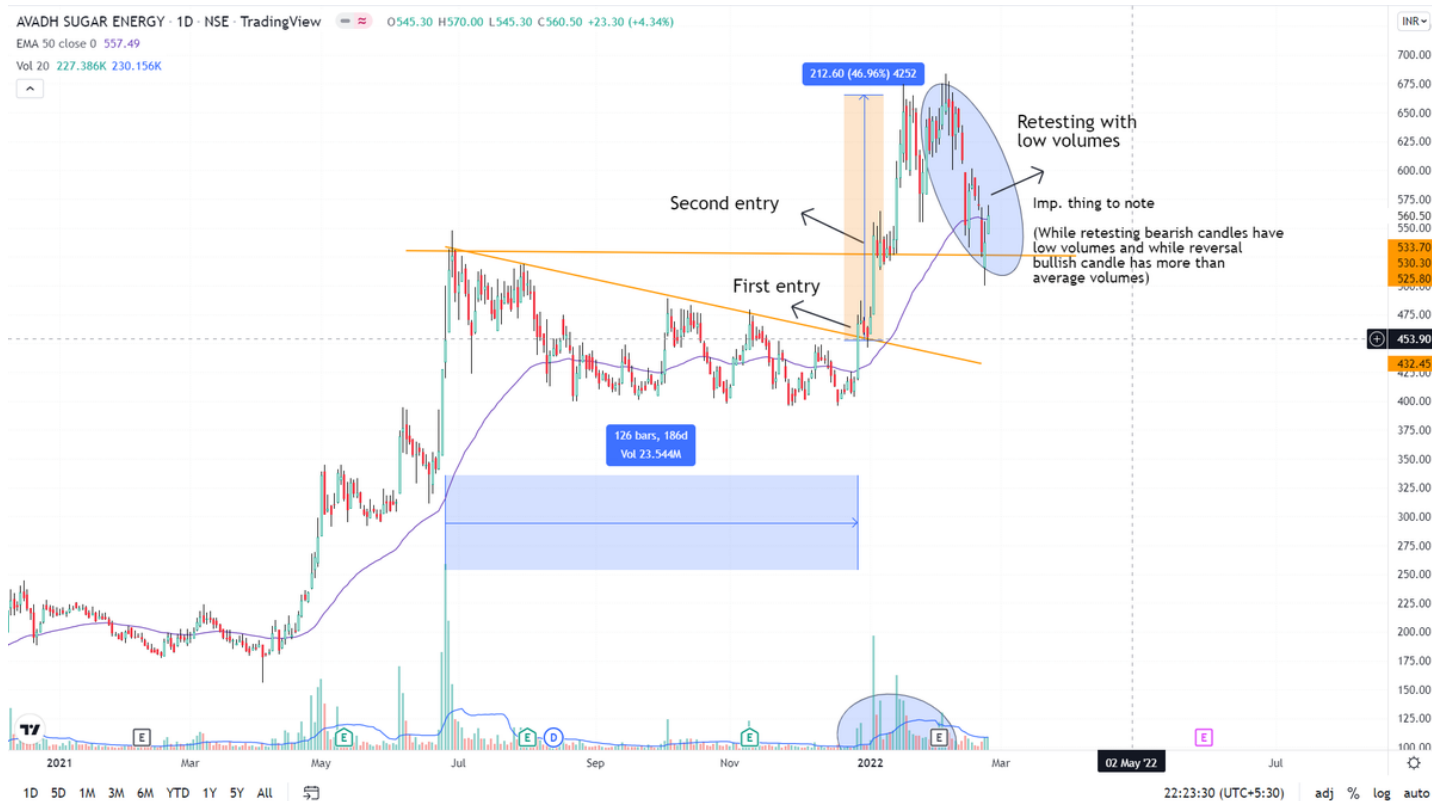 AVADH SUGAR ENERGY · 1D · NSE · TradingView O545.30 H570.00 L545.30 C560.50 +23.30 (+4.34%)
INR
EMA 50 close 0 557.49
Vol 20 227.386K 230.156K
700.00
212.60 (46.96%) 4252
675.00
650.00
Retesting with
low volumes
625.00
600.00
Second entry
Imp. thing to note
575.00
560.50
550.00
(While retesting bearish candles have
low volumes and while reversal
bullish candle has more than
average volumes)
533.70
530.30
525.80
500.00
First entry
475.00
453.90
432.45
425.00
400.00
126 bars, 186d
Vol 23.544M
375.00
350.00
325.00
300.00
275.00
250.00
225.00
200.00
175.00
150.00
125.00
100.00
E E E D E E E
2021 Mar May Jul Sep Nov 2022 Mar 02 May '22 Jul
1D 5D 1M 3M 6M YTD 1Y 5Y All 22:23:30 (UTC+5:30) adj % log auto